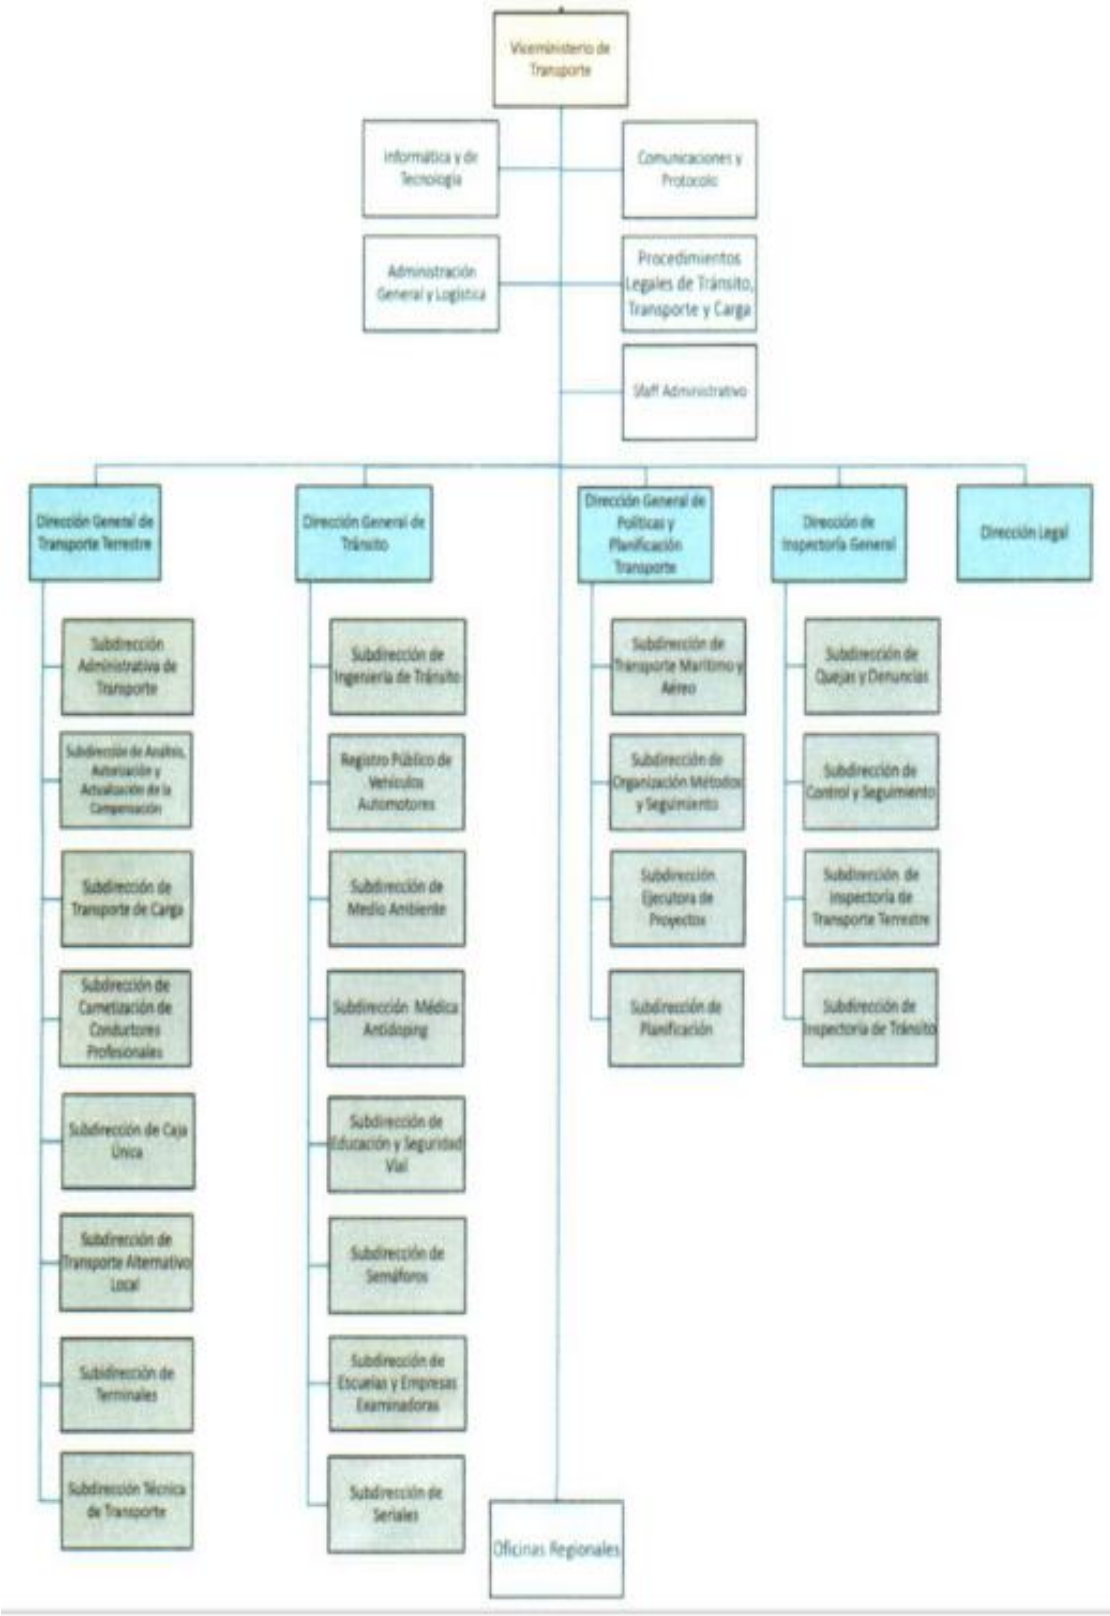 Viceministerio de
Transporte
Informática y de
Tecnología
Comunicaciones y
Protocolo
Administración
General y Logística
Procedimientos
Legales de Tránsito,
Transporte y Carga
Staff Administrativo
Dirección General de
Transporte Terrestre
Dirección General de
Tránsito
Dirección General de
Políticas y
Planificación
Transporte
Dirección de
Inspectoría General
Dirección Legal
Subdirección
Administrativa de
Transporte
Subdirección de Análisis,
Autorización y
Actualización de la
Compensación
Subdirección de
Transporte de Carga
Subdirección de
Carnetización de
Conductores
Profesionales
Subdirección de Caja
Única
Subdirección de
Transporte Alternativo
Local
Subdirección de
Terminales
Subdirección Técnica
de Transporte
Subdirección de
Ingeniería de Tránsito
Registro Público de
Vehículos
Automotores
Subdirección de
Medio Ambiente
Subdirección Médica
Antidoping
Subdirección de
Educación y Seguridad
Vial
Subdirección de
Semáforos
Subdirección de
Escuelas y Empresas
Examinadoras
Subdirección de
Seriales
Subdirección de
Transporte Marítimo y
Aéreo
Subdirección de
Organización Métodos
y Seguimiento
Subdirección
Ejecutora de
Proyectos
Subdirección de
Planificación
Subdirección de
Quejas y Denuncias
Subdirección de
Control y Seguimiento
Subdirección de
Inspectoría de
Transporte Terrestre
Subdirección de
Inspectoría de Tránsito
Oficinas Regionales